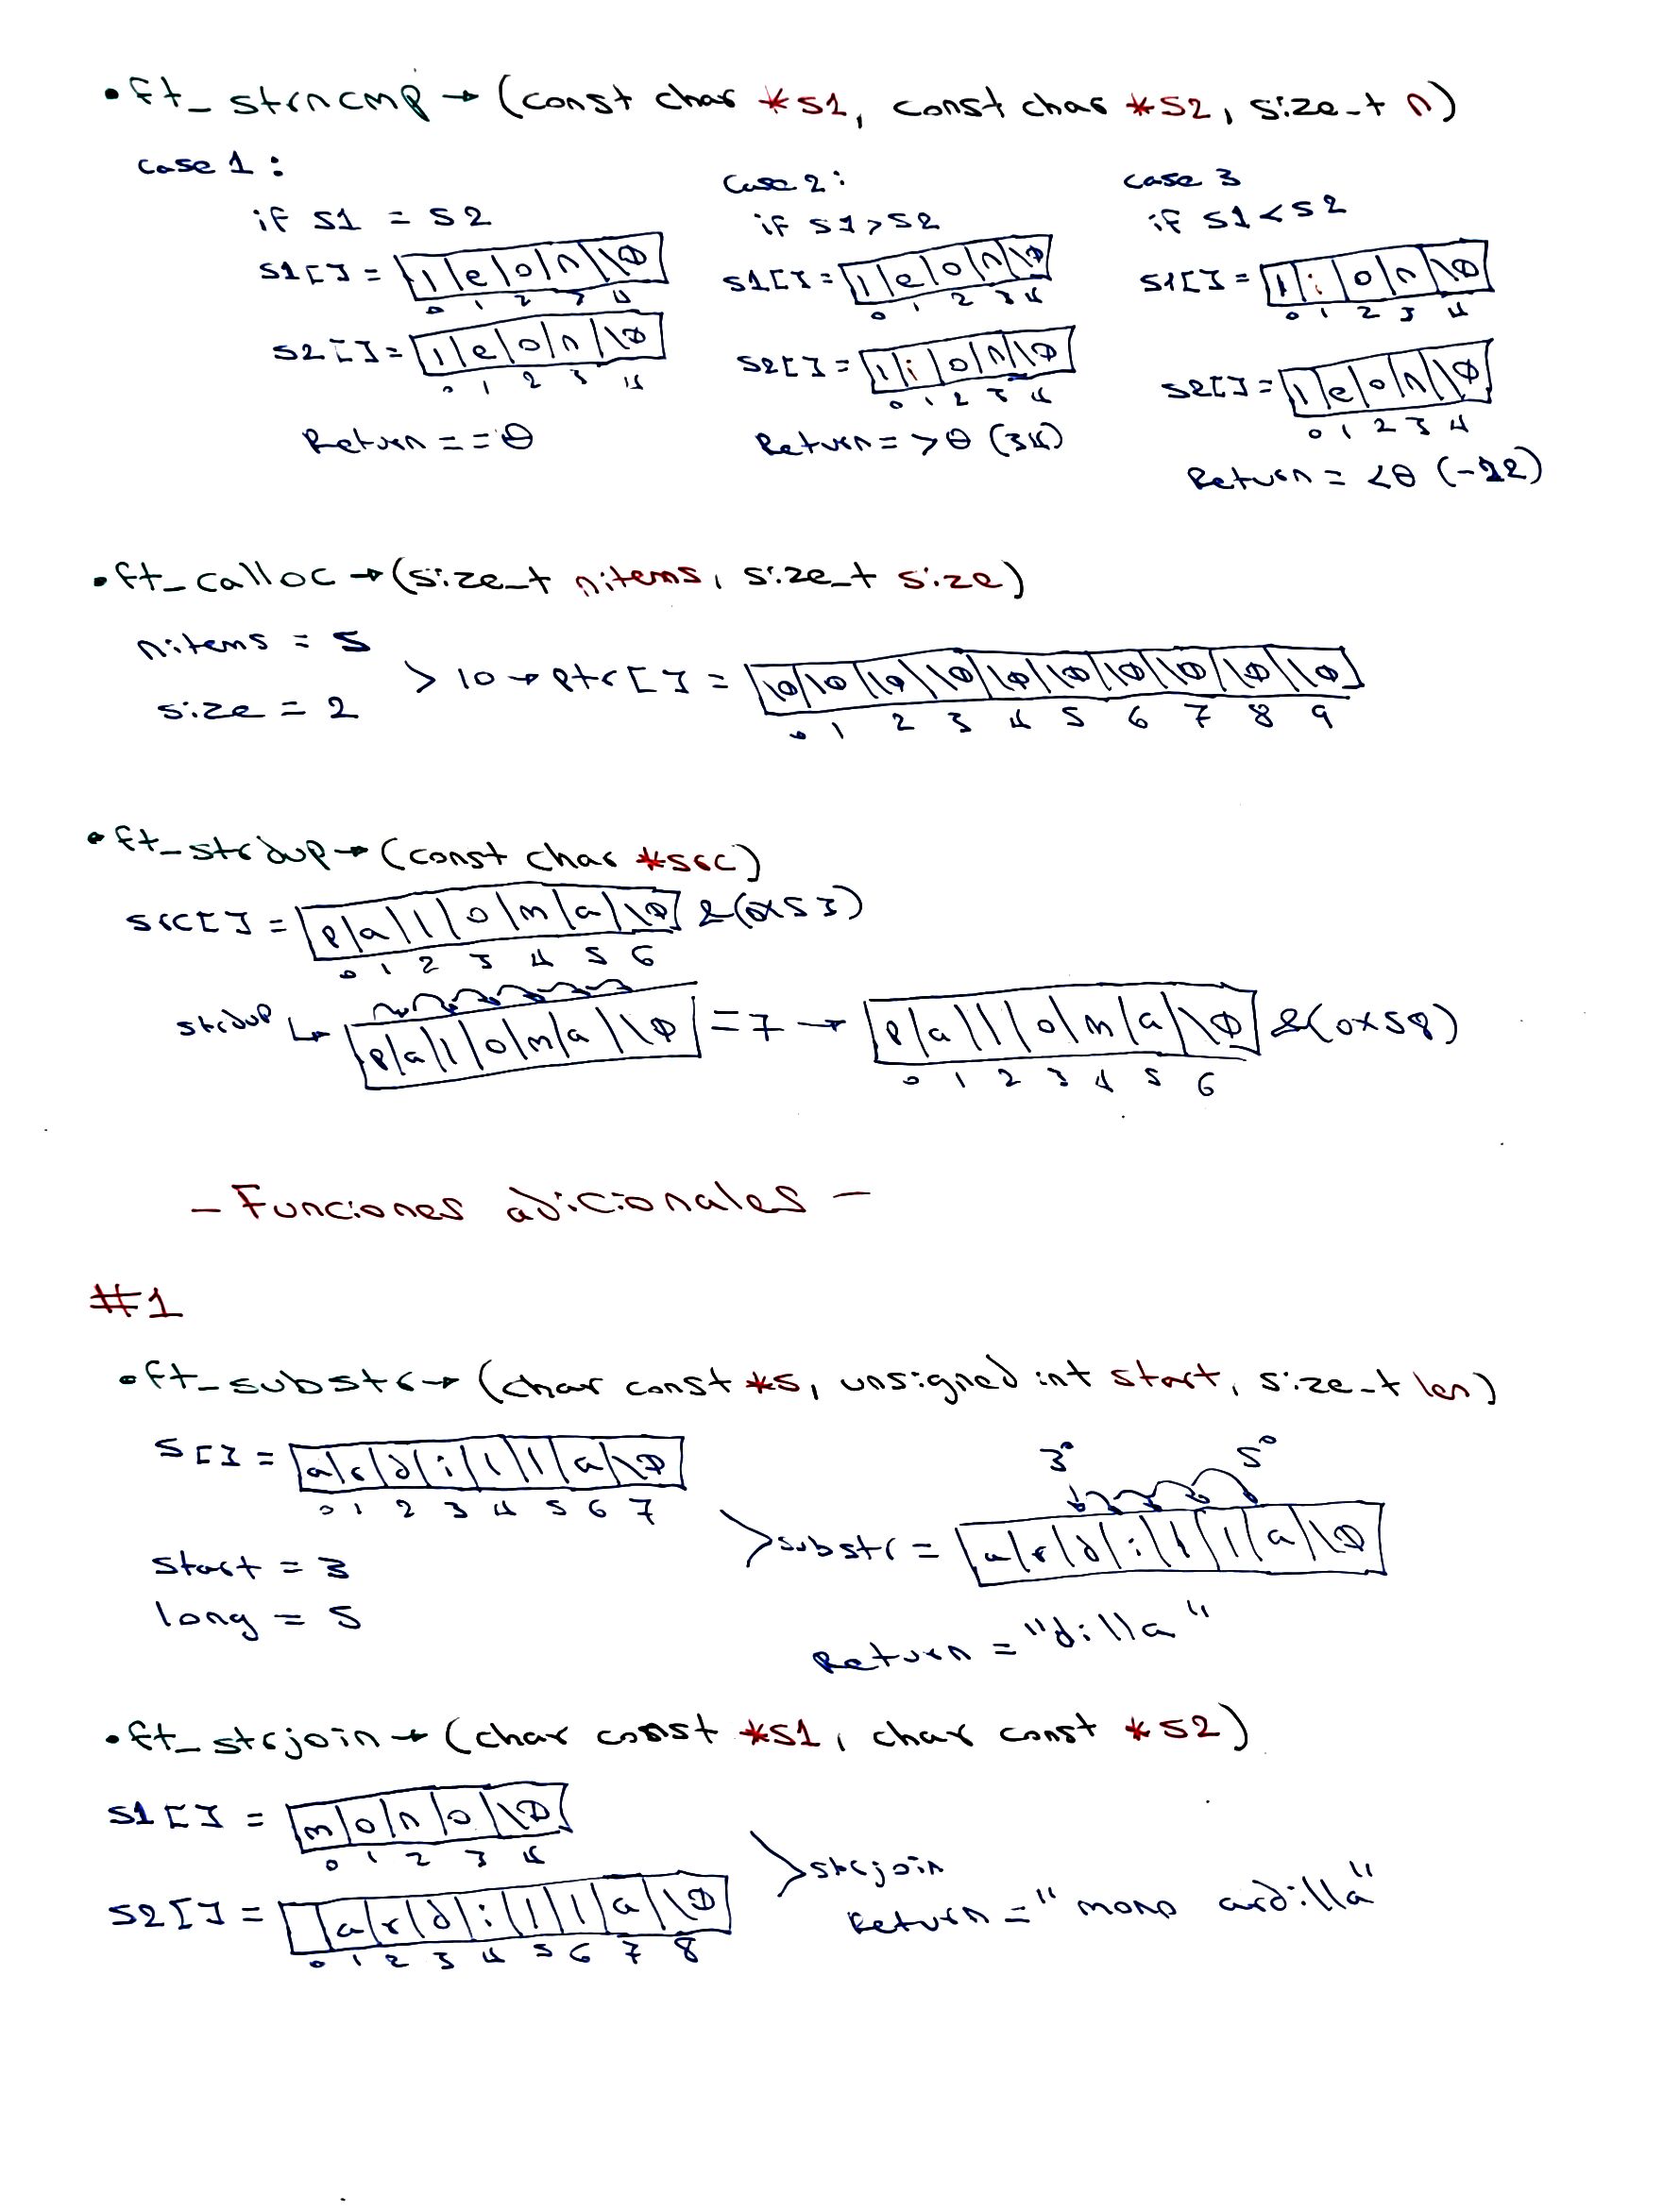 • ft_strncmp → (const char *s1, const char *s2, size_t n)
case 1:
if s1 = s2
s1[] = |l|e|o|n|\0|
0 1 2 3 4
s2[] = |l|e|o|n|\0|
0 1 2 3 4
Return == 0
Case 2:
if s1 > s2
s1[] = |l|e|o|n|\0|
0 1 2 3 4
s2[] = |l|i|o|n|\0|
0 1 2 3 4
Return = > 0 (34)
case 3
if s1 < s2
s1[] = |l|i|o|n|\0|
0 1 2 3 4
s2[] = |l|e|o|n|\0|
0 1 2 3 4
Return = < 0 (-12)
• ft_calloc → (size_t nitems, size_t size)
nitems = 5
size = 2
> 10 → ptr[] = |\0|\0|\0|\0|\0|\0|\0|\0|\0|\0|
0 1 2 3 4 5 6 7 8 9
• ft_strdup → (const char *src)
src[] = |p|a|l|o|m|a|\0| &(0x53)
0 1 2 3 4 5 6
strdup ↳ |p|a|l|o|m|a|\0| = 7 → |p|a|l|o|m|a|\0| &(0x58)
0 1 2 3 4 5 6
- Funciones adicionales -
#1
• ft_substr → (char const *s, unsigned int start, size_t len)
s[] = |a|r|d|i|l|l|a|\0|
0 1 2 3 4 5 6 7
start = 3
long = 5
3° 5°
> substr = |a|r|d|i|l|l|a|\0|
Return = "dilla"
• ft_strjoin → (char const *s1, char const *s2)
s1[] = |m|o|n|o|\0|
0 1 2 3 4
s2[] = | |a|r|d|i|l|l|a|\0|
0 1 2 3 4 5 6 7 8
> strjoin
Return = "mono ardilla"